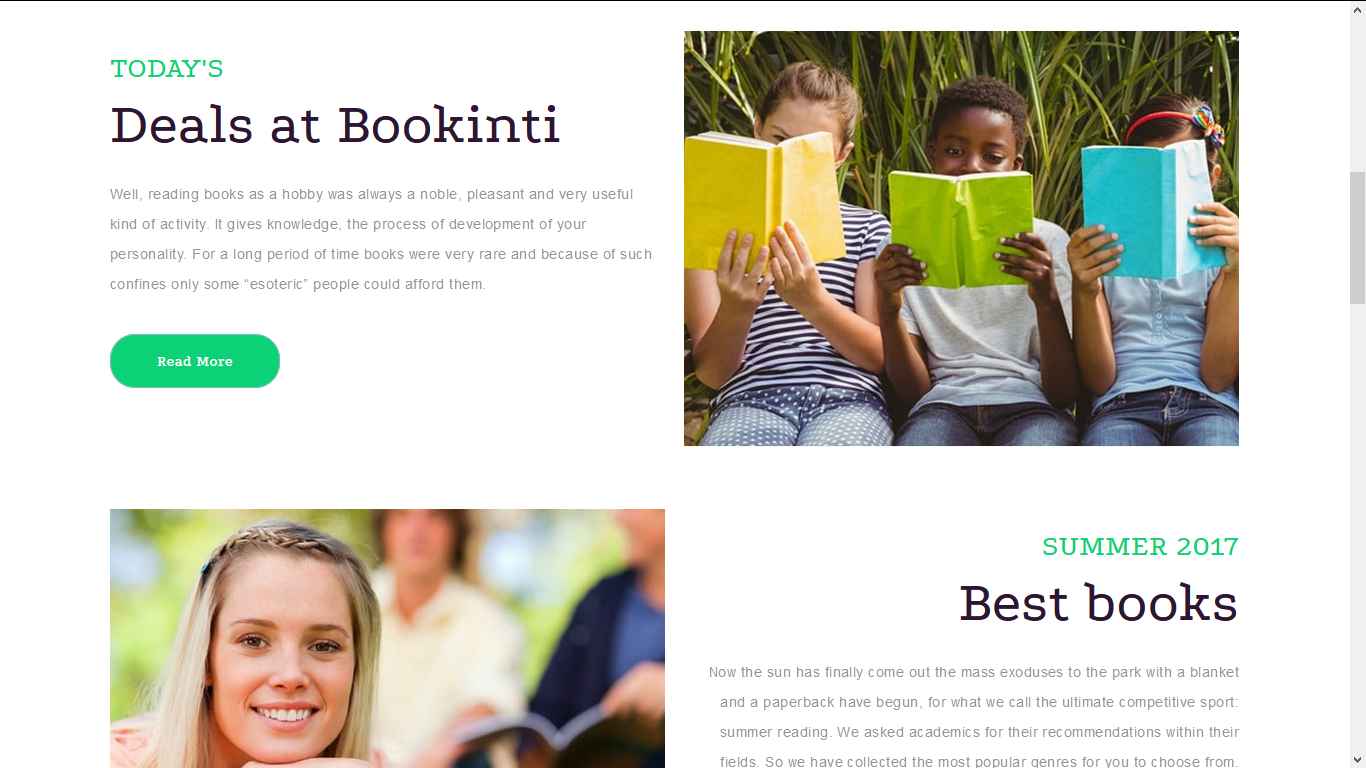 TODAY'S
Deals at Bookinti
Well, reading books as a hobby was always a noble, pleasant and very useful
kind of activity. It gives knowledge, the process of development of your
personality. For a long period of time books were very rare and because of such
confines only some “esoteric” people could afford them.
Read More
SUMMER 2017
Best books
Now the sun has finally come out the mass exoduses to the park with a blanket
and a paperback have begun, for what we call the ultimate competitive sport:
summer reading. We asked academics for their recommendations within their
fields. So we have collected the most popular genres for you to choose from.